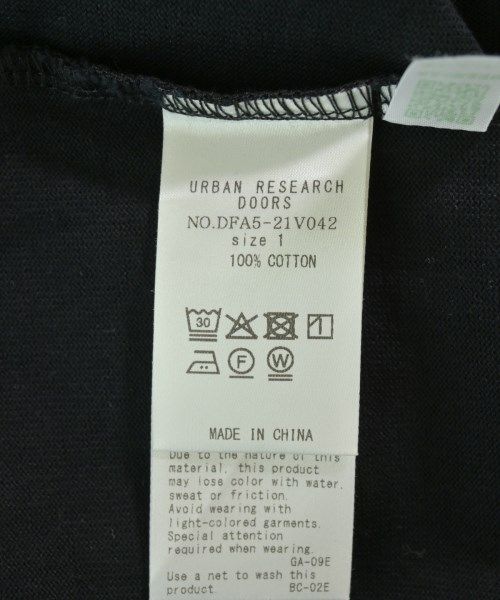 URBAN RESEARCH
DOORS
NO.DFA5-21V042
size 1
100% COTTON
30
F W
MADE IN CHINA
Due to the nature of this
material, this product
may lose color with water,
sweat or friction.
Avoid wearing with
light-colored garments.
Special attention
required when wearing.
GA-09E
Use a net to wash this
product. BC-02E